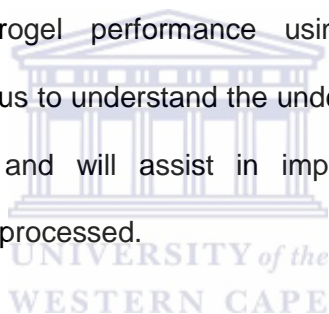 rogel performance usin
us to understand the unde
and will assist in imp
processed.
UNIVERSITY of the
WESTERN CAPE